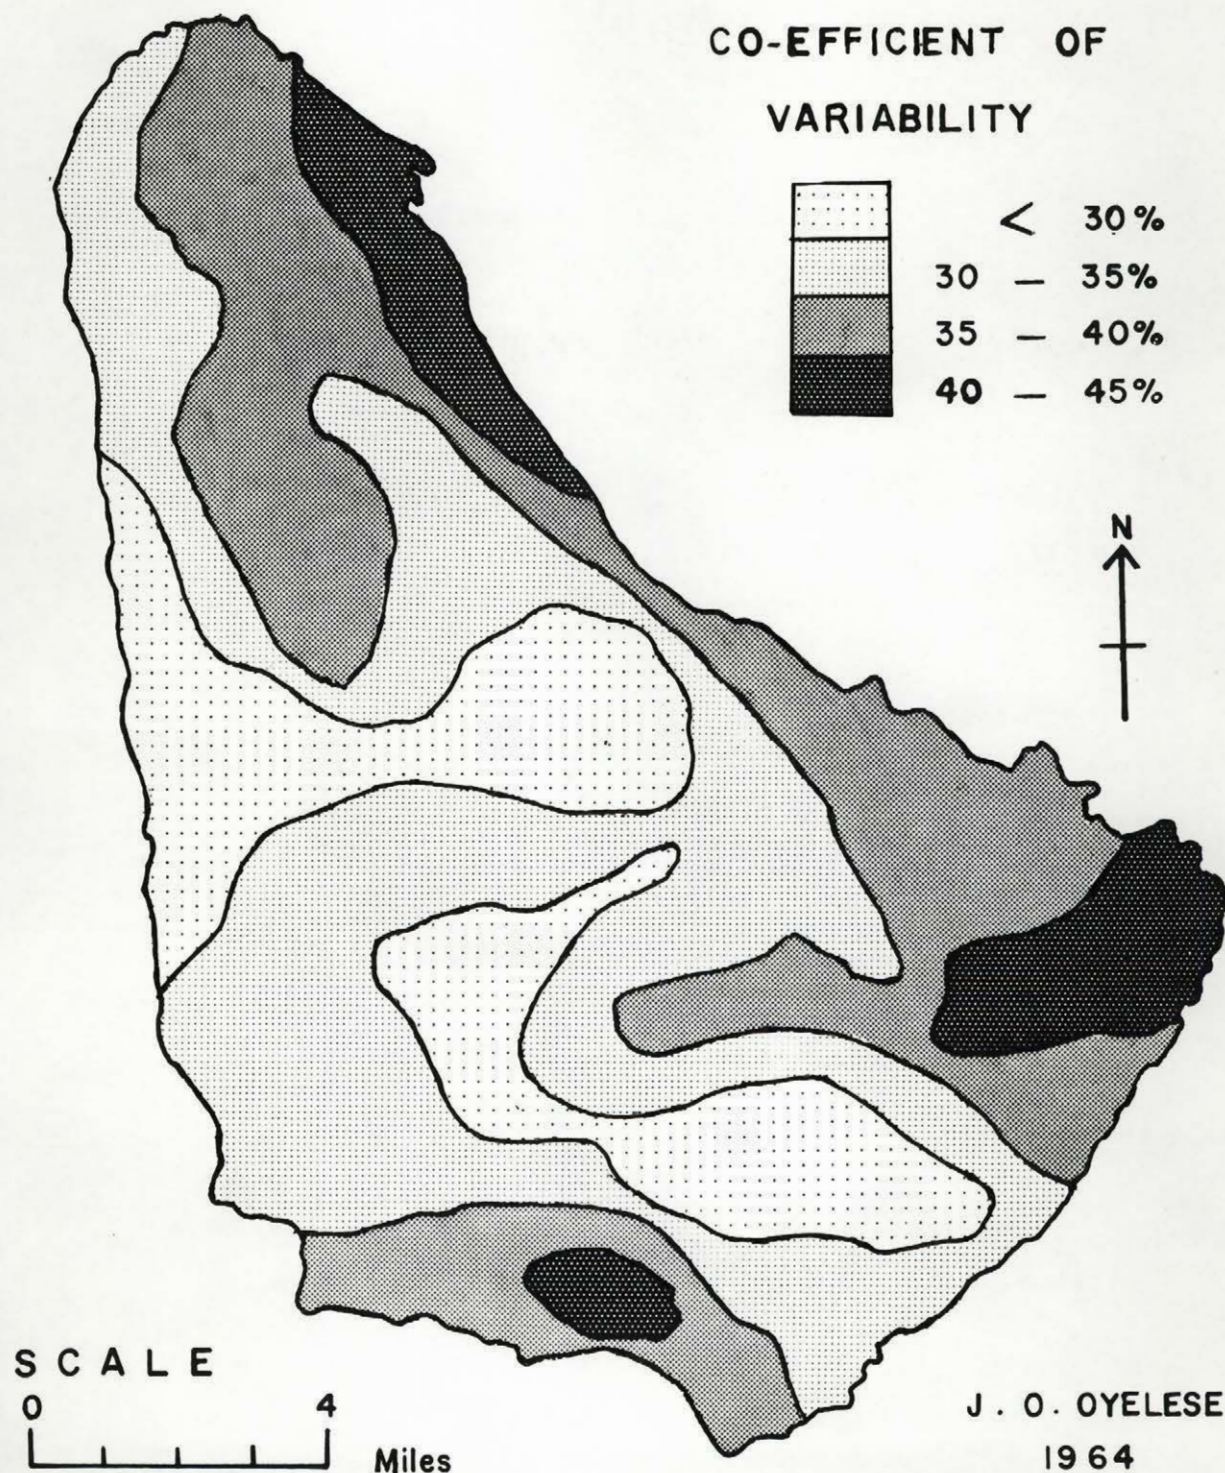 CO-EFFICIENT OF
VARIABILITY
< 30%
30 — 35%
35 — 40%
40 — 45%
N
SCALE
0 4
Miles
J. O. OYELESE
1964